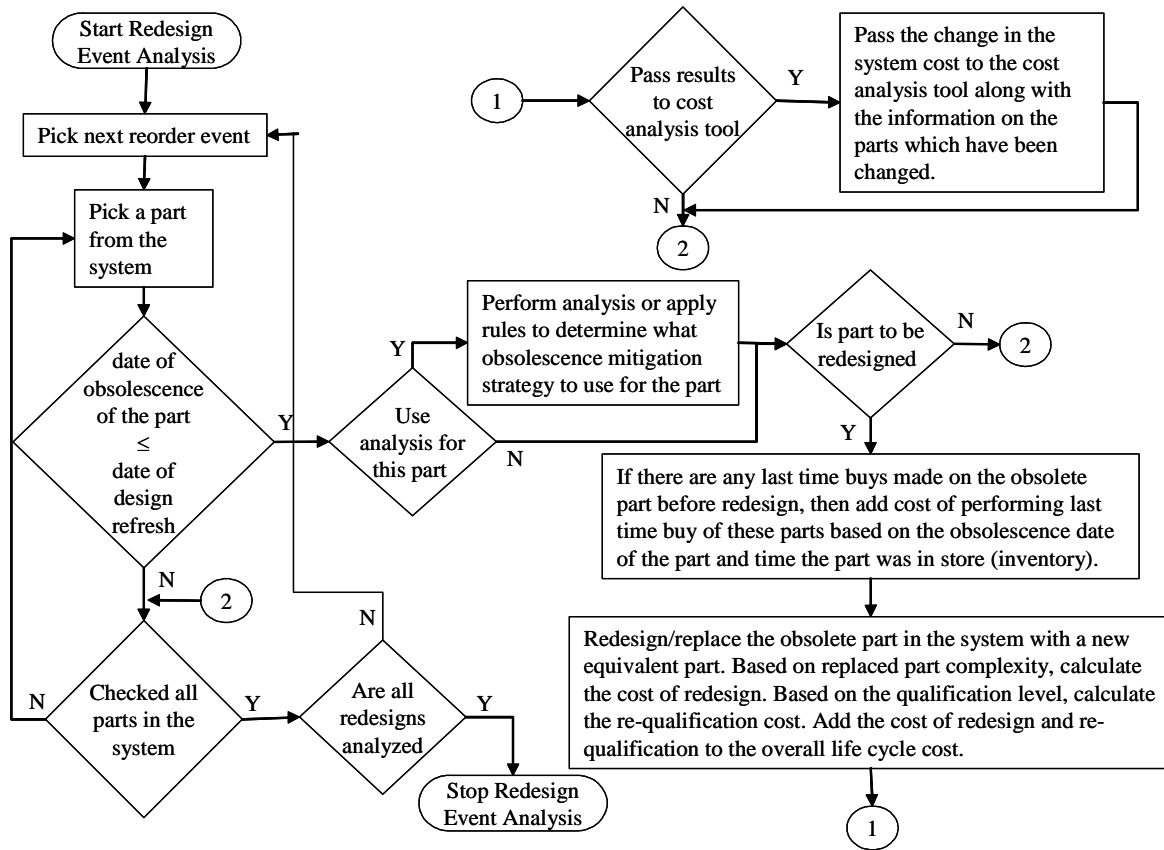 Start Redesign
Event Analysis
Pick next reorder event
Pick a part
from the
system
date of
obsolescence
of the part
≤
date of
design
refresh
Y
N
2
Checked all
parts in the
system
N
Y
Are all
redesigns
analyzed
N
Y
Stop Redesign
Event Analysis
Use
analysis for
this part
Y
N
Perform analysis or apply
rules to determine what
obsolescence mitigation
strategy to use for the part
Is part to be
redesigned
N
2
Y
If there are any last time buys made on the obsolete
part before redesign, then add cost of performing last
time buy of these parts based on the obsolescence date
of the part and time the part was in store (inventory).
Redesign/replace the obsolete part in the system with a new
equivalent part. Based on replaced part complexity, calculate
the cost of redesign. Based on the qualification level, calculate
the re-qualification cost. Add the cost of redesign and re-
qualification to the overall life cycle cost.
1
1
Pass results
to cost
analysis tool
Y
Pass the change in the
system cost to the cost
analysis tool along with
the information on the
parts which have been
changed.
N
2